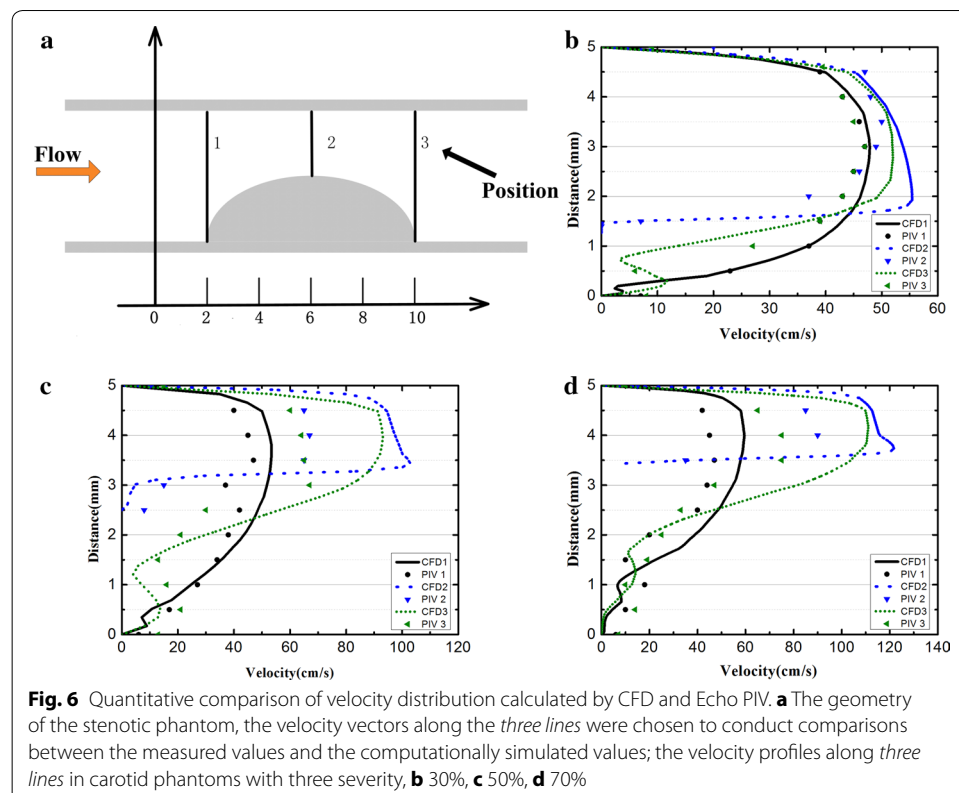 a
Flow
1
2
3
Position
0
2
4
6
8
10
b
Distance(mm)
5
4
3
2
1
0
CFD1
PIV 1
CFD2
PIV 2
CFD3
PIV 3
0 10 20 30 40 50 60
Velocity(cm/s)
c
Distance(mm)
5
4
3
2
1
0
CFD1
PIV 1
CFD2
PIV 2
CFD3
PIV 3
0 20 40 60 80 100 120
Velocity(cm/s)
d
Distance(mm)
5
4
3
2
1
0
CFD1
PIV 1
CFD2
PIV 2
CFD3
PIV 3
0 20 40 60 80 100 120 140
Velocity(cm/s)
Fig. 6 Quantitative comparison of velocity distribution calculated by CFD and Echo PIV. a The geometry
of the stenotic phantom, the velocity vectors along the three lines were chosen to conduct comparisons
between the measured values and the computationally simulated values; the velocity profiles along three
lines in carotid phantoms with three severity, b 30%, c 50%, d 70%